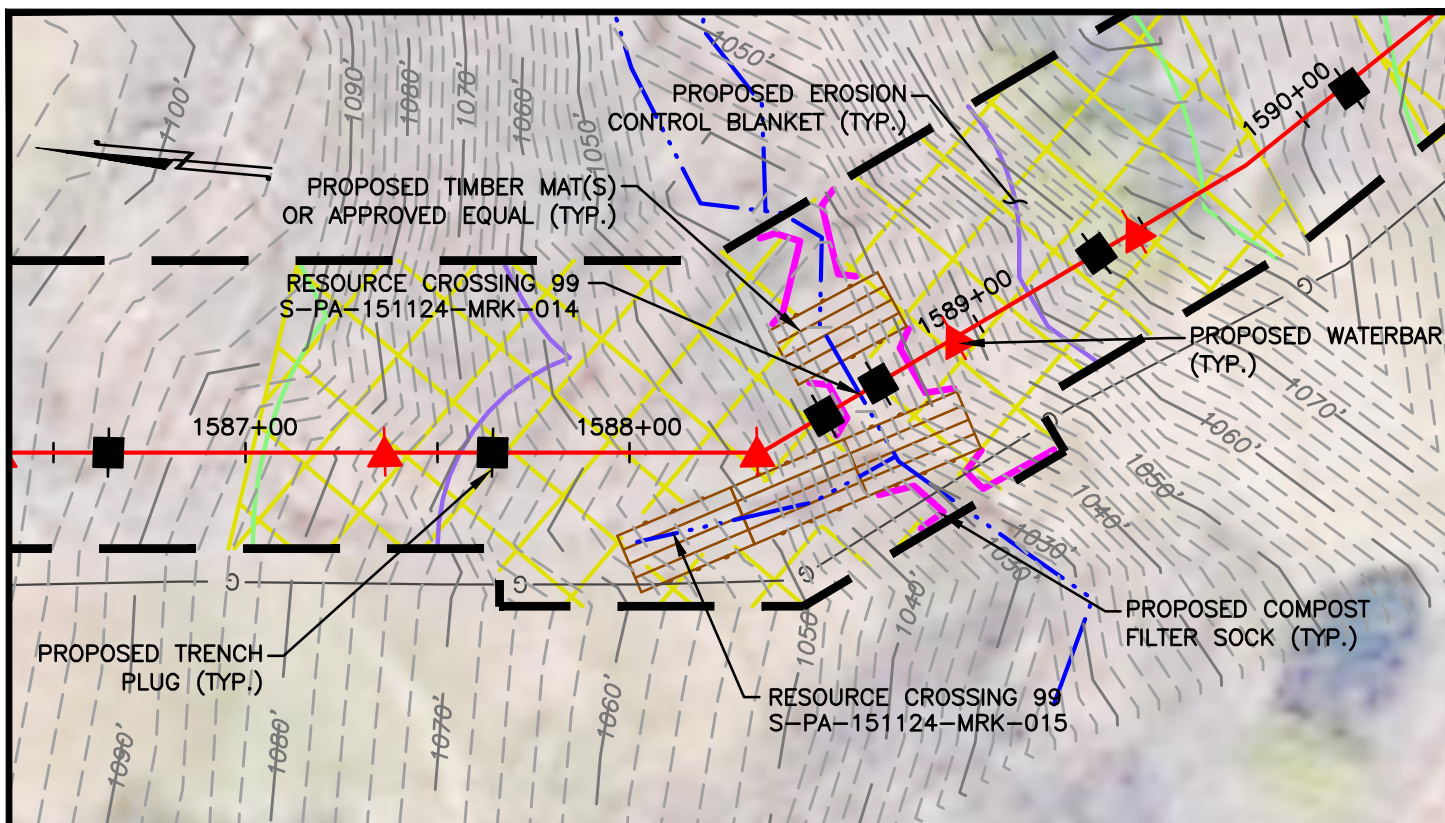 1050'
1100'
1090'
1080'
1070'
1060'
1050'
PROPOSED EROSION
CONTROL BLANKET (TYP.)
1590+00
PROPOSED TIMBER MAT(S)
OR APPROVED EQUAL (TYP.)
RESOURCE CROSSING 99
S-PA-151124-MRK-014
1589+00
PROPOSED WATERBAR
(TYP.)
1587+00
1588+00
1070'
1060'
1050'
1040'
1030'
1030'
G
G
G
G
G
PROPOSED TRENCH
PLUG (TYP.)
PROPOSED COMPOST
FILTER SOCK (TYP.)
RESOURCE CROSSING 99
S-PA-151124-MRK-015
1090'
1080'
1070'
1060'
1050'
1040'